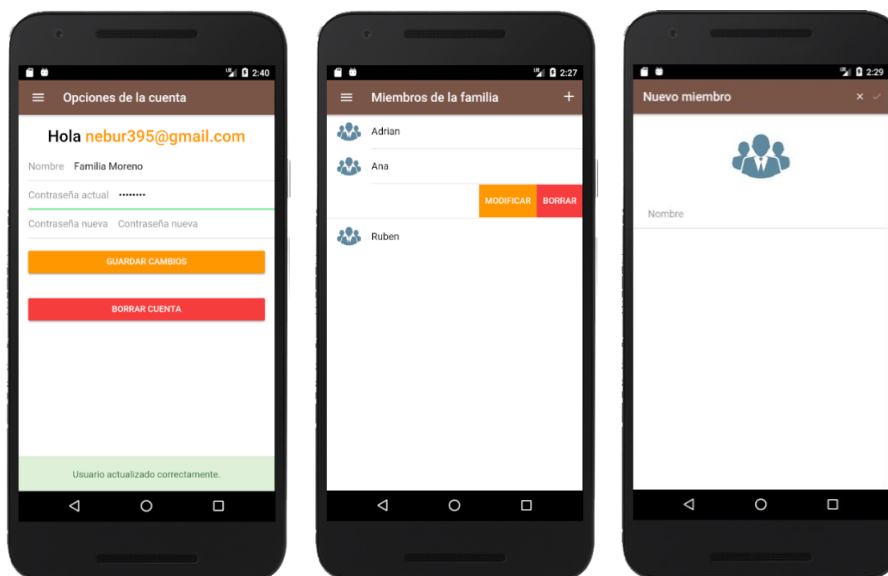 2:40
Opciones de la cuenta
Hola nebur395@gmail.com
Nombre Familia Moreno
Contraseña actual ••••••••
Contraseña nueva Contraseña nueva
GUARDAR CAMBIOS
BORRAR CUENTA
Usuario actualizado correctamente.
2:27
Miembros de la familia +
Adrian
Ana
MODIFICAR BORRAR
Ruben
2:29
Nuevo miembro
Nombre